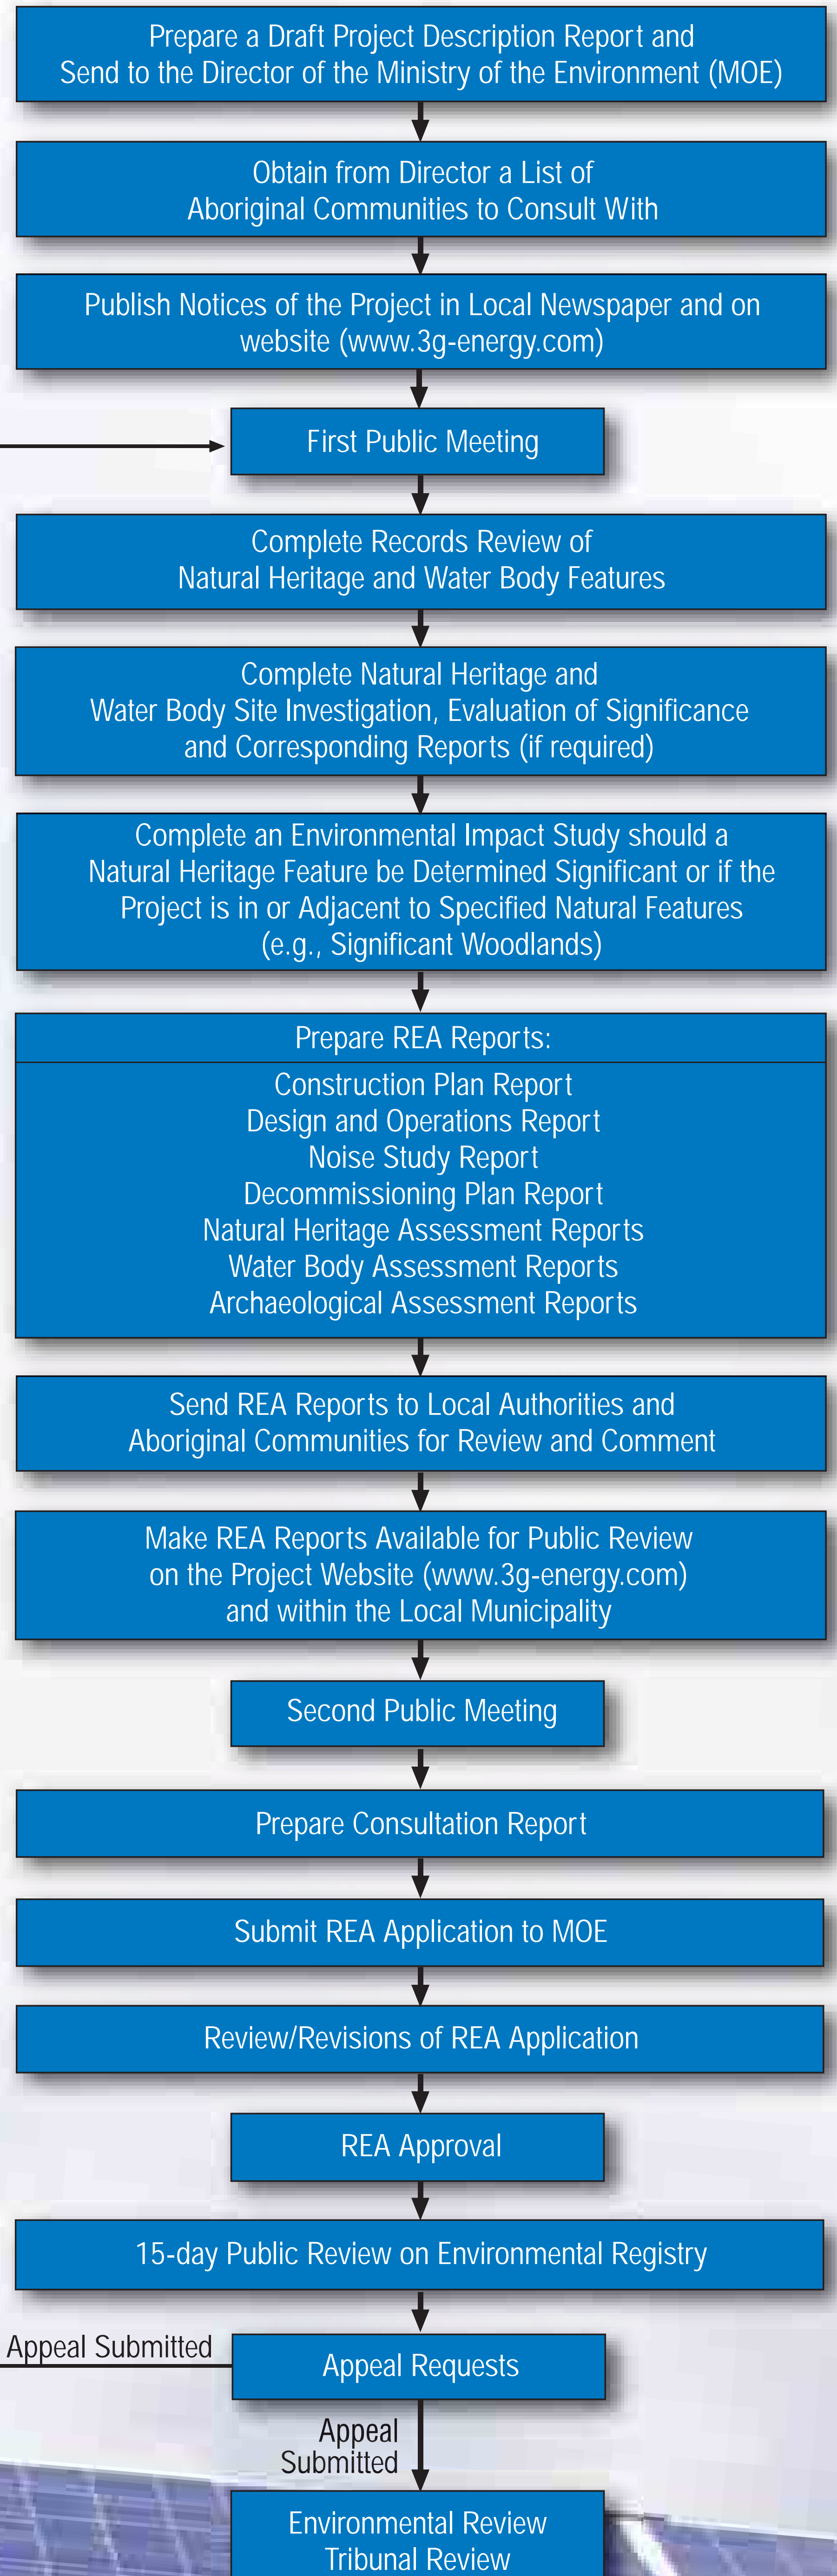 Prepare a Draft Project Description Report and
Send to the Director of the Ministry of the Environment (MOE)
Obtain from Director a List of
Aboriginal Communities to Consult With
Publish Notices of the Project in Local Newspaper and on
website (www.3g-energy.com)
First Public Meeting
Complete Records Review of
Natural Heritage and Water Body Features
Complete Natural Heritage and
Water Body Site Investigation, Evaluation of Significance
and Corresponding Reports (if required)
Complete an Environmental Impact Study should a
Natural Heritage Feature be Determined Significant or if the
Project is in or Adjacent to Specified Natural Features
(e.g., Significant Woodlands)
Prepare REA Reports:
Construction Plan Report
Design and Operations Report
Noise Study Report
Decommissioning Plan Report
Natural Heritage Assessment Reports
Water Body Assessment Reports
Archaeological Assessment Reports
Send REA Reports to Local Authorities and
Aboriginal Communities for Review and Comment
Make REA Reports Available for Public Review
on the Project Website (www.3g-energy.com)
and within the Local Municipality
Second Public Meeting
Prepare Consultation Report
Submit REA Application to MOE
Review/Revisions of REA Application
REA Approval
15-day Public Review on Environmental Registry
Appeal Submitted
Appeal Requests
Appeal
Submitted
Environmental Review
Tribunal Review